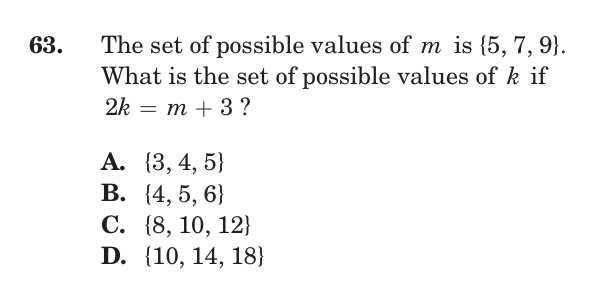 63. The set of possible values of m is {5, 7, 9}.
What is the set of possible values of k if
2k = m + 3 ?
A. {3, 4, 5}
B. {4, 5, 6}
C. {8, 10, 12}
D. {10, 14, 18}